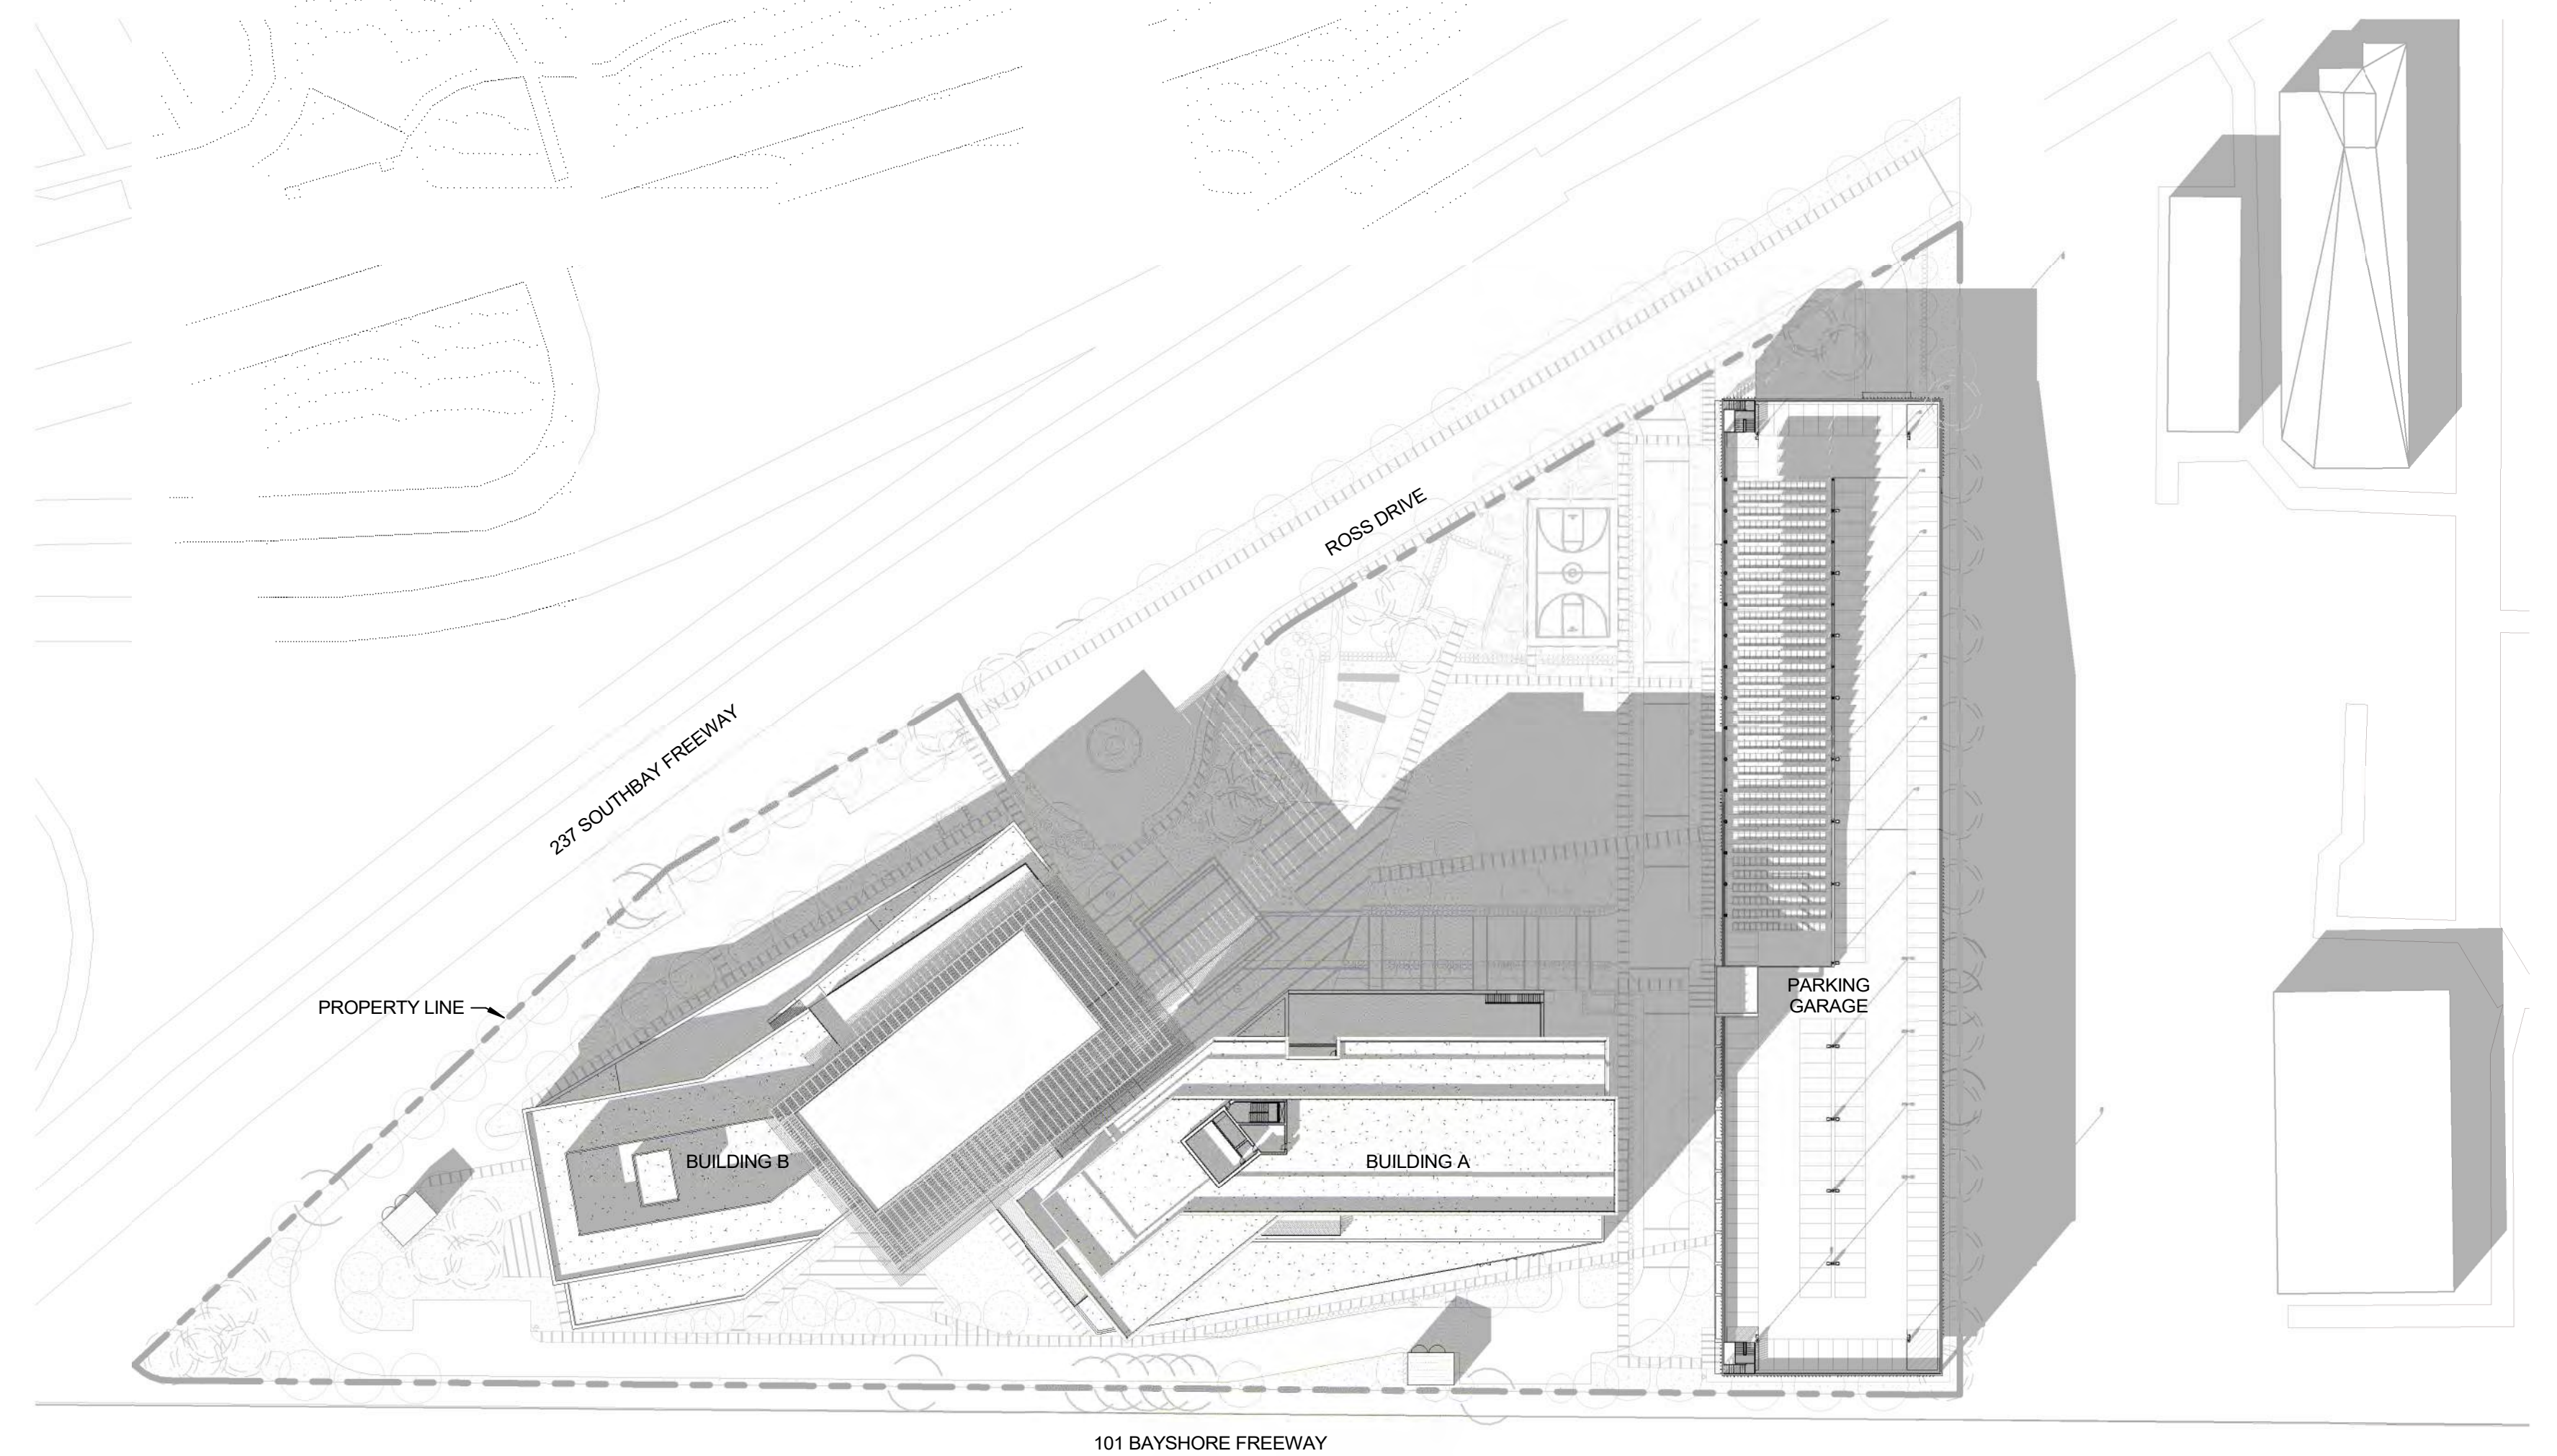 ROSS DRIVE
237 SOUTHBAY FREEWAY
PROPERTY LINE
PARKING
GARAGE
BUILDING B
BUILDING A
101 BAYSHORE FREEWAY